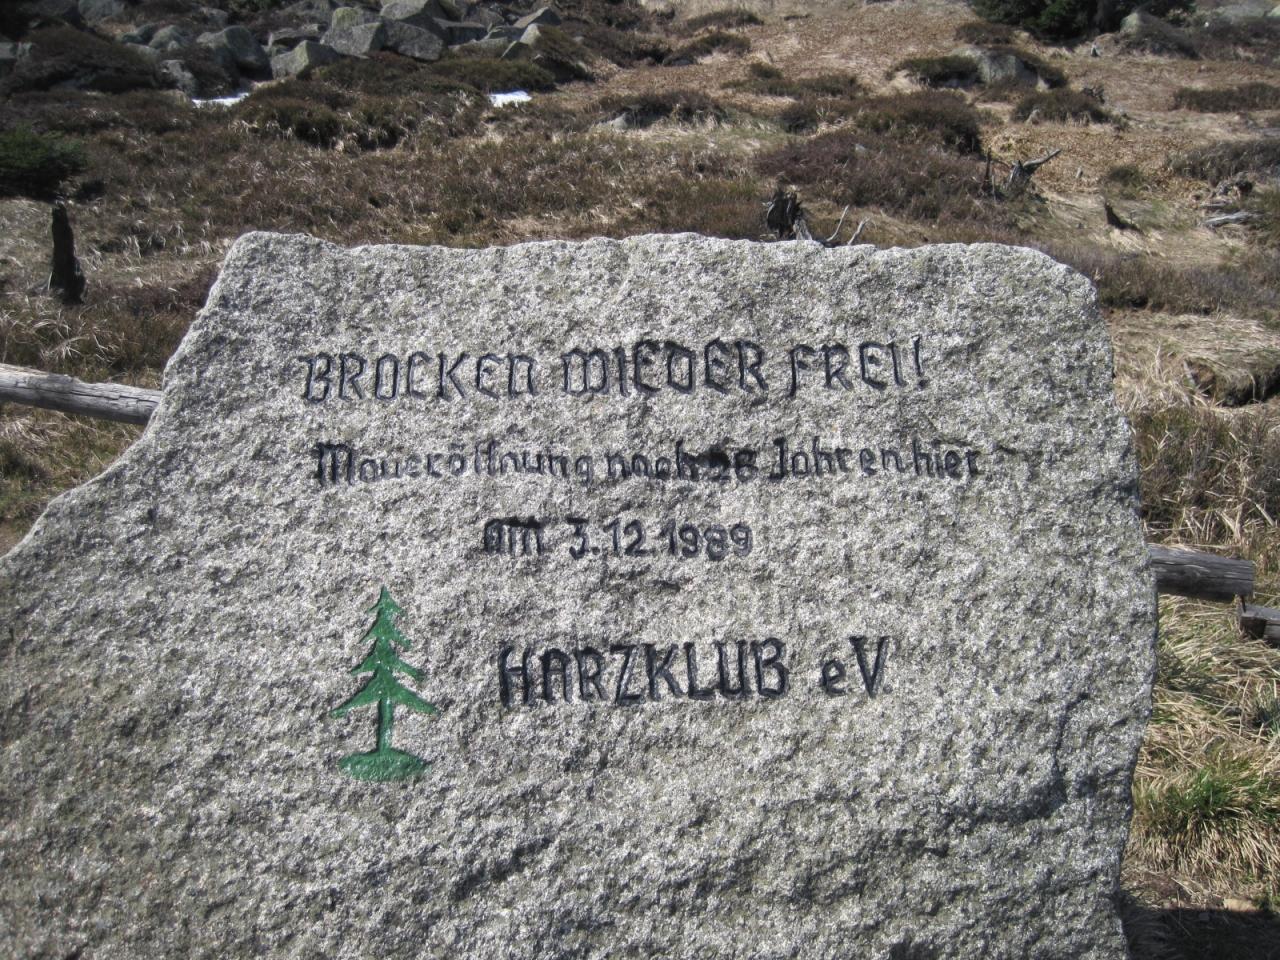 BROCKEN WIEDER FREI!
Maueröffnung nach 28 Jahren hier
am 3.12 1989
HARZKLUB eV.